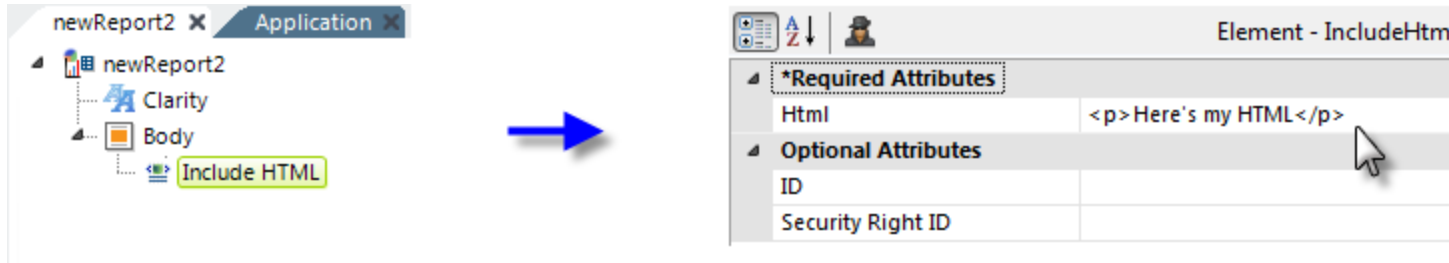 newReport2 Application
newReport2
Clarity
Body
Include HTML
Element - IncludeHtm
*Required Attributes
Html <p>Here's my HTML</p>
Optional Attributes
ID
Security Right ID